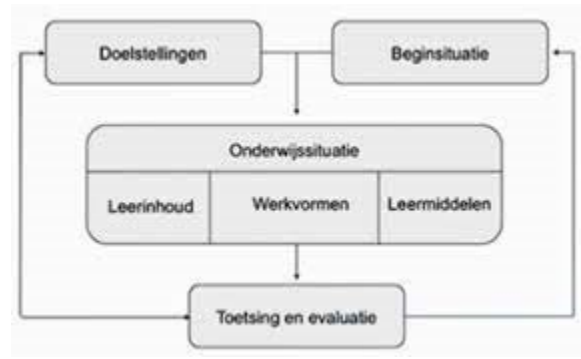 Doelstellingen
Beginsituatie
Onderwijssituatie
Leerinhoud
Werkvormen
Leermiddelen
Toetsing en evaluatie